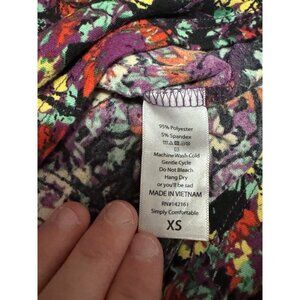 95% Polyester
5% Spandex
Machine Wash Cold
Gentle Cycle
Do Not Bleach
Hang Dry
or you'll be sad
MADE IN VIETNAM
RN#142161
Simply Comfortable
XS